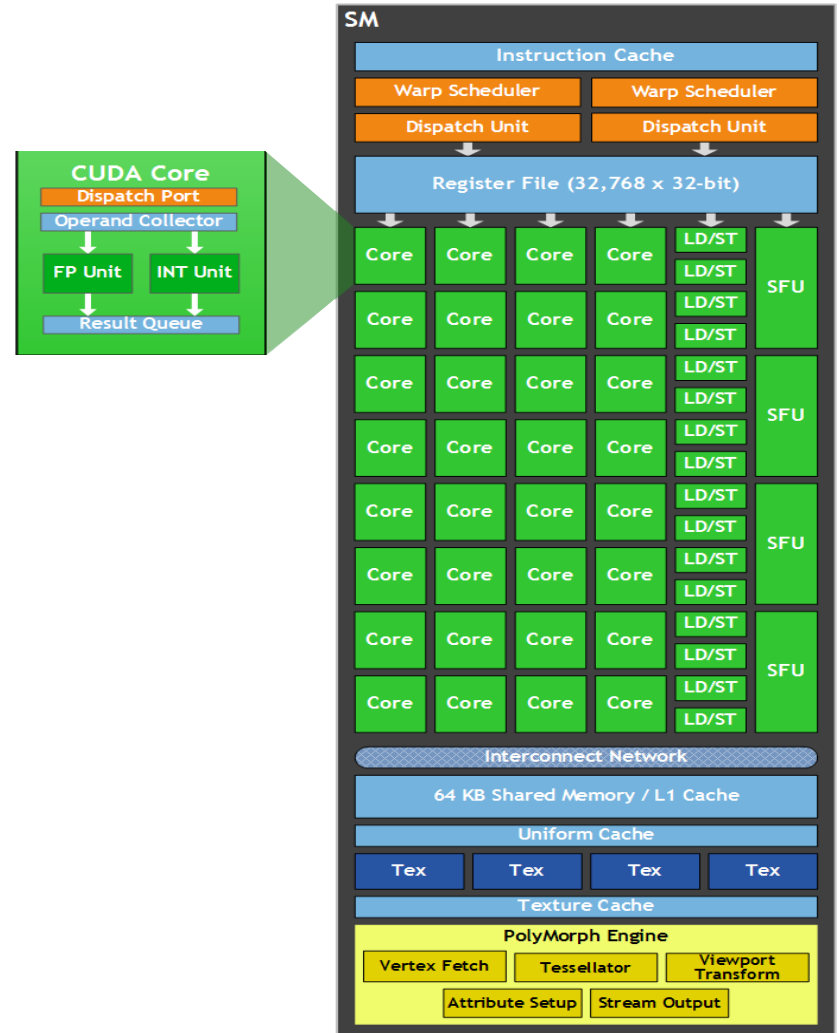 SM
Instruction Cache
Warp Scheduler Warp Scheduler
Dispatch Unit Dispatch Unit
Register File (32,768 x 32-bit)
CUDA Core
Dispatch Port
Operand Collector
FP Unit INT Unit
Result Queue
Core Core Core Core LD/ST SFU
LD/ST
Core Core Core Core LD/ST
LD/ST
Core Core Core Core LD/ST SFU
LD/ST
Core Core Core Core LD/ST
LD/ST
Core Core Core Core LD/ST SFU
LD/ST
Core Core Core Core LD/ST
LD/ST
Core Core Core Core LD/ST SFU
LD/ST
Core Core Core Core LD/ST
LD/ST
Interconnect Network
64 KB Shared Memory / L1 Cache
Uniform Cache
Tex Tex Tex Tex
Texture Cache
PolyMorph Engine
Vertex Fetch Tessellator Viewport
Transform
Attribute Setup Stream Output